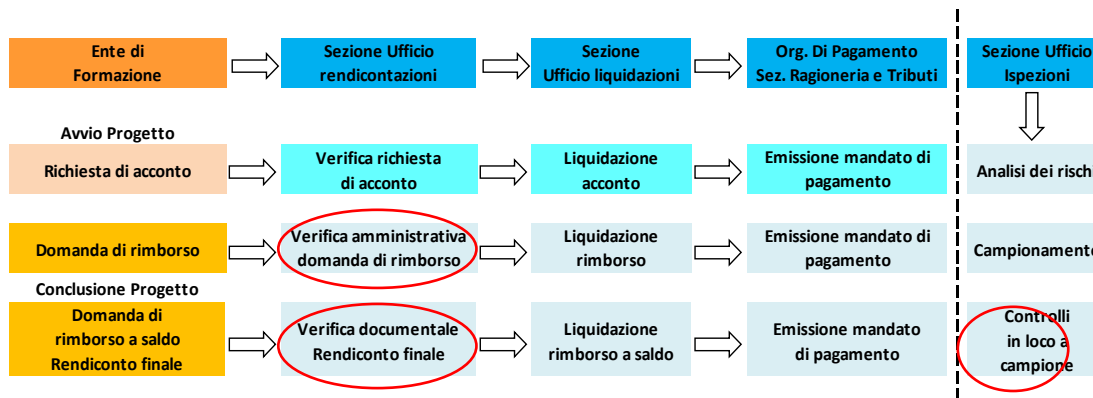 Ente di
Formazione
Sezione Ufficio
rendicontazioni
Sezione
Ufficio liquidazioni
Org. Di Pagamento
Sez. Ragioneria e Tributi
Sezione Ufficio
Ispezioni
Avvio Progetto
Richiesta di acconto
Verifica richiesta
di acconto
Liquidazione
acconto
Emissione mandato di
pagamento
Analisi dei rischi
Domanda di rimborso
Verifica amministrativa
domanda di rimborso
Liquidazione
rimborso
Emissione mandato di
pagamento
Campionamento
Conclusione Progetto
Domanda di
rimborso a saldo
Rendiconto finale
Verifica documentale
Rendiconto finale
Liquidazione
rimborso a saldo
Emissione mandato
di pagamento
Controlli
in loco a
campione